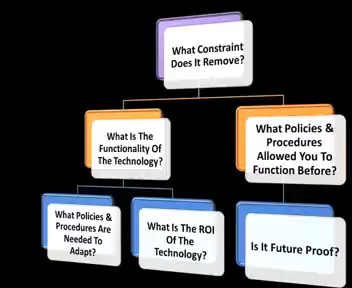 What Constraint
Does It Remove?
What Is The
Functionality Of
The Technology?
What Policies &
Procedures
Allowed You To
Function Before?
What Policies &
Procedures Are
Needed To
Adapt?
What Is The ROI
Of The
Technology?
Is It Future Proof?